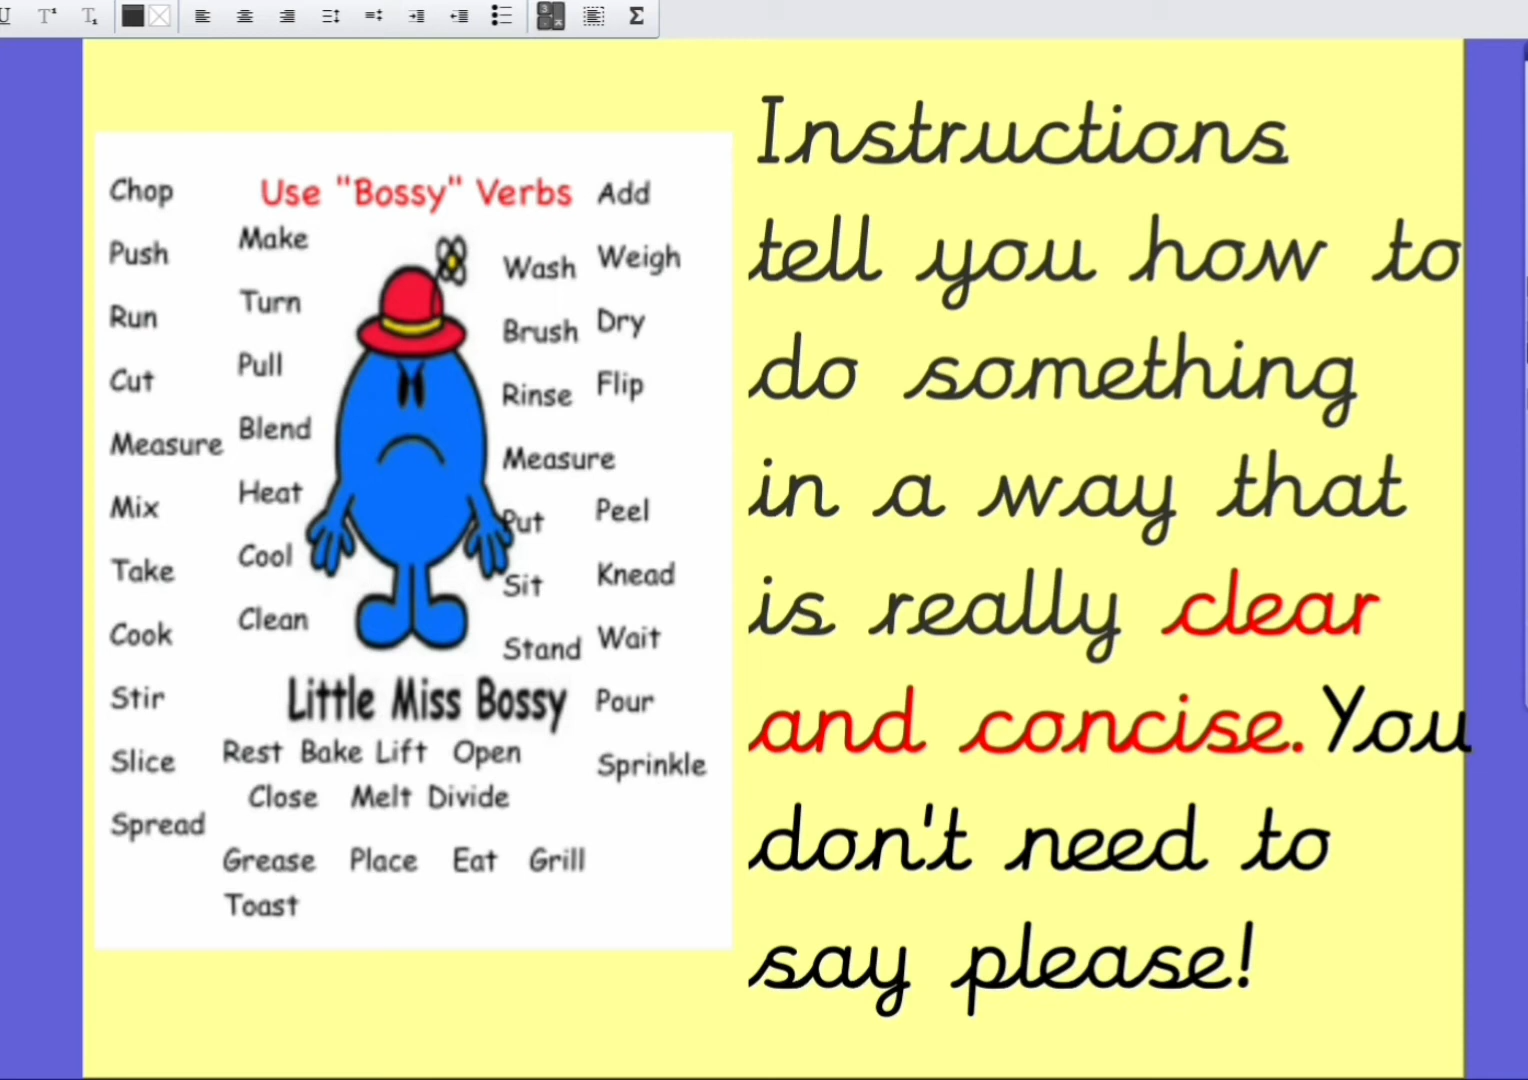 Use "Bossy" Verbs
Chop
Push
Run
Cut
Measure
Mix
Take
Cook
Stir
Slice
Spread
Make
Turn
Pull
Blend
Heat
Cool
Clean
Wash
Brush
Rinse
Measure
Put
Sit
Stand
Add
Weigh
Dry
Flip
Peel
Knead
Wait
Pour
Sprinkle
Little Miss Bossy
Rest Bake Lift Open
Close Melt Divide
Grease Place Eat Grill
Toast
Instructions
tell you how to
do something
in a way that
is really clear
and concise. You
don't need to
say please!